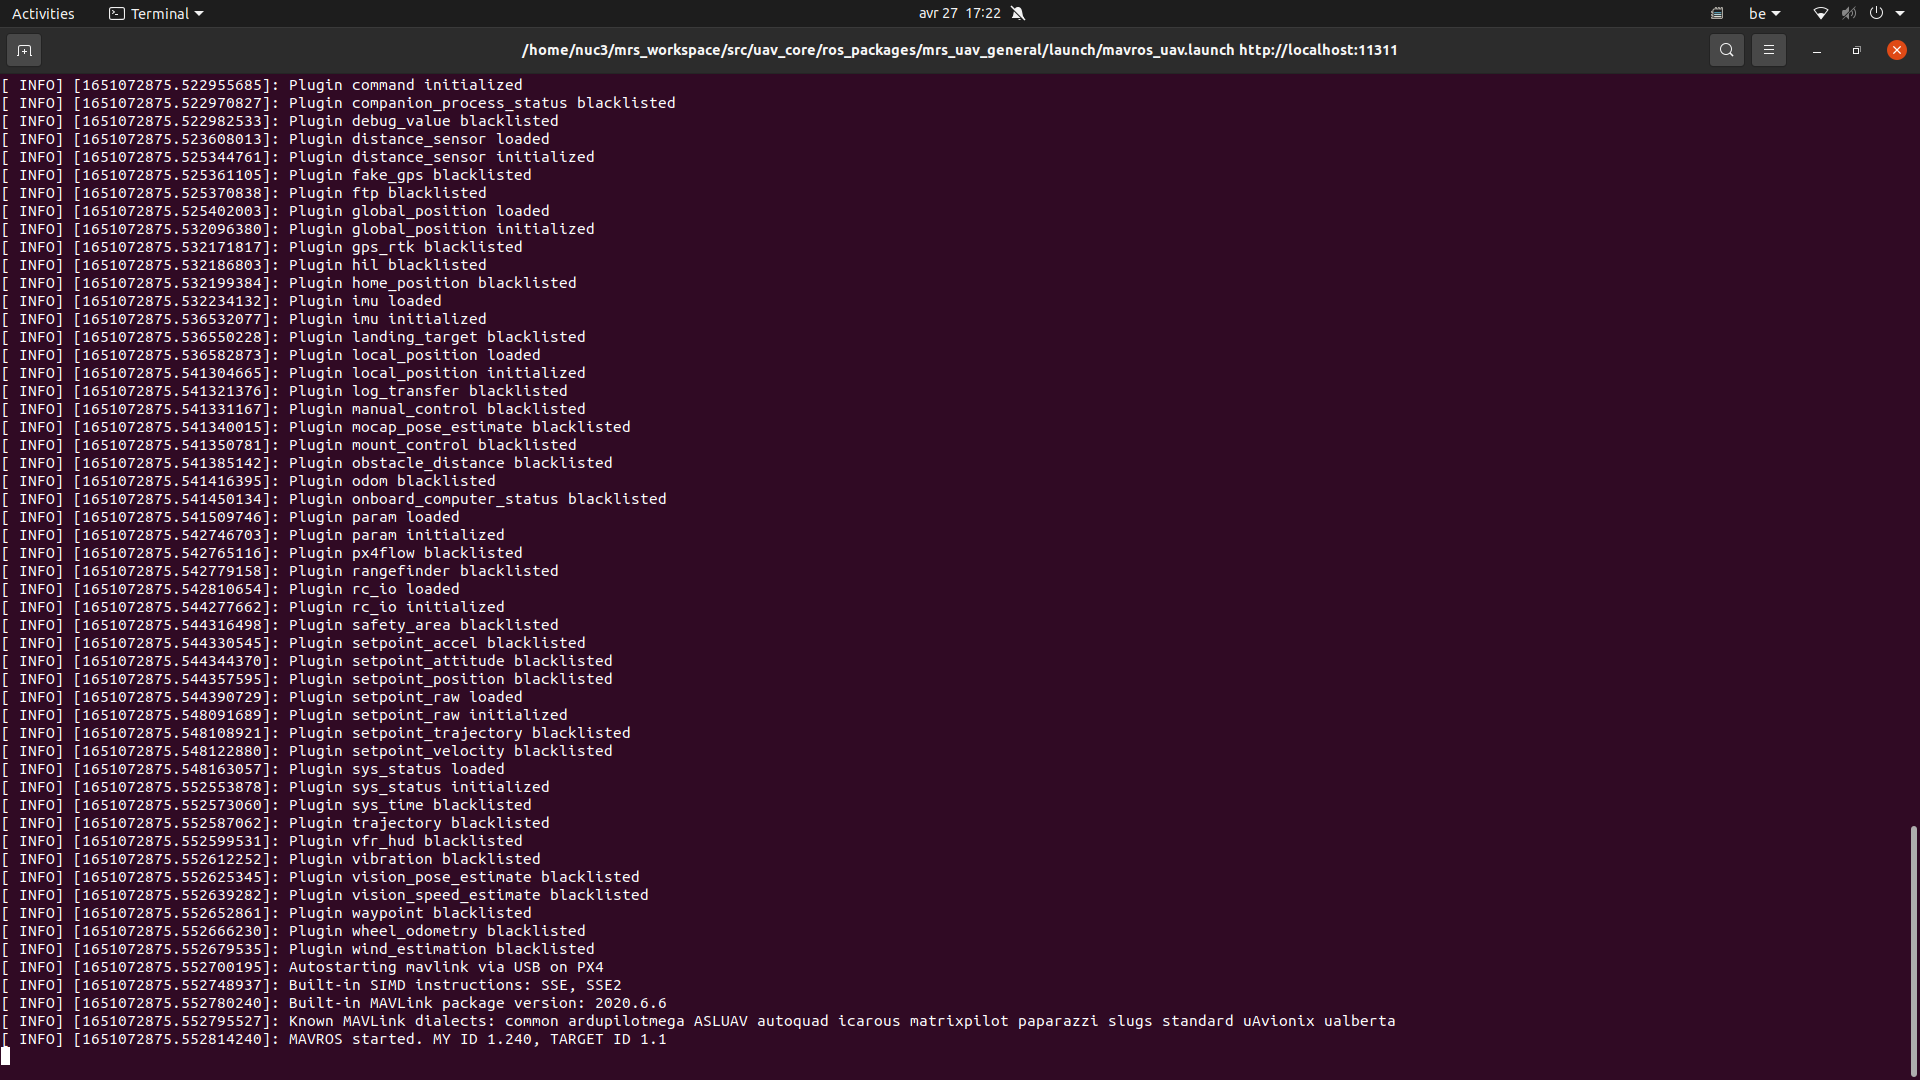 Activities Terminal avr 27 17:22 be
/home/nuc3/mrs_workspace/src/uav_core/ros_packages/mrs_uav_general/launch/mavros_uav.launch http://localhost:11311
[ INFO] [1651072875.522955685]: Plugin command initialized
[ INFO] [1651072875.522970827]: Plugin companion_process_status blacklisted
[ INFO] [1651072875.522982533]: Plugin debug_value blacklisted
[ INFO] [1651072875.523608013]: Plugin distance_sensor loaded
[ INFO] [1651072875.525344761]: Plugin distance_sensor initialized
[ INFO] [1651072875.525361105]: Plugin fake_gps blacklisted
[ INFO] [1651072875.525370838]: Plugin ftp blacklisted
[ INFO] [1651072875.525402003]: Plugin global_position loaded
[ INFO] [1651072875.532096380]: Plugin global_position initialized
[ INFO] [1651072875.532171817]: Plugin gps_rtk blacklisted
[ INFO] [1651072875.532186803]: Plugin hil blacklisted
[ INFO] [1651072875.532199384]: Plugin home_position blacklisted
[ INFO] [1651072875.532234132]: Plugin imu loaded
[ INFO] [1651072875.536532077]: Plugin imu initialized
[ INFO] [1651072875.536550228]: Plugin landing_target blacklisted
[ INFO] [1651072875.536582873]: Plugin local_position loaded
[ INFO] [1651072875.541304665]: Plugin local_position initialized
[ INFO] [1651072875.541321376]: Plugin log_transfer blacklisted
[ INFO] [1651072875.541331167]: Plugin manual_control blacklisted
[ INFO] [1651072875.541340015]: Plugin mocap_pose_estimate blacklisted
[ INFO] [1651072875.541350781]: Plugin mount_control blacklisted
[ INFO] [1651072875.541385142]: Plugin obstacle_distance blacklisted
[ INFO] [1651072875.541416395]: Plugin odom blacklisted
[ INFO] [1651072875.541450134]: Plugin onboard_computer_status blacklisted
[ INFO] [1651072875.541509746]: Plugin param loaded
[ INFO] [1651072875.542746703]: Plugin param initialized
[ INFO] [1651072875.542765116]: Plugin px4flow blacklisted
[ INFO] [1651072875.542779158]: Plugin rangefinder blacklisted
[ INFO] [1651072875.542810654]: Plugin rc_io loaded
[ INFO] [1651072875.544277662]: Plugin rc_io initialized
[ INFO] [1651072875.544316498]: Plugin safety_area blacklisted
[ INFO] [1651072875.544330545]: Plugin setpoint_accel blacklisted
[ INFO] [1651072875.544344370]: Plugin setpoint_attitude blacklisted
[ INFO] [1651072875.544357595]: Plugin setpoint_position blacklisted
[ INFO] [1651072875.544390729]: Plugin setpoint_raw loaded
[ INFO] [1651072875.548091689]: Plugin setpoint_raw initialized
[ INFO] [1651072875.548108921]: Plugin setpoint_trajectory blacklisted
[ INFO] [1651072875.548122880]: Plugin setpoint_velocity blacklisted
[ INFO] [1651072875.548163057]: Plugin sys_status loaded
[ INFO] [1651072875.552553878]: Plugin sys_status initialized
[ INFO] [1651072875.552573060]: Plugin sys_time blacklisted
[ INFO] [1651072875.552587062]: Plugin trajectory blacklisted
[ INFO] [1651072875.552599531]: Plugin vfr_hud blacklisted
[ INFO] [1651072875.552612252]: Plugin vibration blacklisted
[ INFO] [1651072875.552625345]: Plugin vision_pose_estimate blacklisted
[ INFO] [1651072875.552639282]: Plugin vision_speed_estimate blacklisted
[ INFO] [1651072875.552652861]: Plugin waypoint blacklisted
[ INFO] [1651072875.552666230]: Plugin wheel_odometry blacklisted
[ INFO] [1651072875.552679535]: Plugin wind_estimation blacklisted
[ INFO] [1651072875.552700195]: Autostarting mavlink via USB on PX4
[ INFO] [1651072875.552748937]: Built-in SIMD instructions: SSE, SSE2
[ INFO] [1651072875.552780240]: Built-in MAVLink package version: 2020.6.6
[ INFO] [1651072875.552795527]: Known MAVLink dialects: common ardupilotmega ASLUAV autoquad icarous matrixpilot paparazzi slugs standard uAvionix ualberta
[ INFO] [1651072875.552814240]: MAVROS started. MY ID 1.240, TARGET ID 1.1